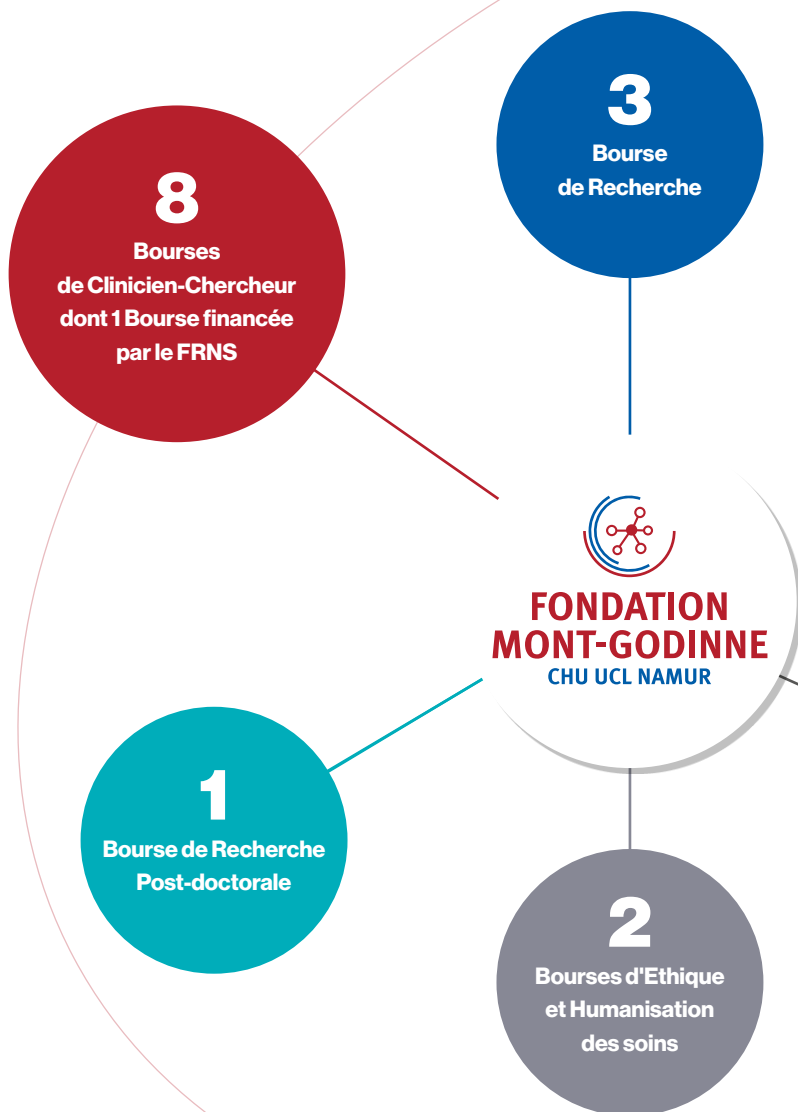 3
Bourse
de Recherche
8
Bourses
de Clinicien-Chercheur
dont 1 Bourse financée
par le FRNS
FONDATION
MONT-GODINNE
CHU UCL NAMUR
1
Bourse de Recherche
Post-doctorale
2
Bourses d'Ethique
et Humanisation
des soins